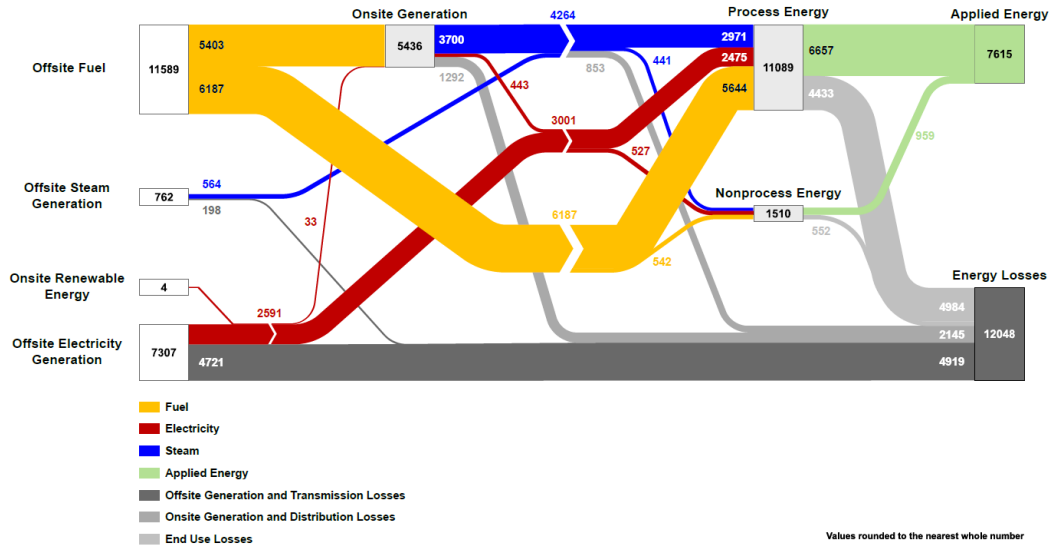 Onsite Generation
4264
Process Energy
Applied Energy
5403
5436
3700
2971
6657
7615
Offsite Fuel
11589
1292
443
853
441
2475
11089
6187
5644
4433
3001
527
959
Offsite Steam
Generation
762
564
198
33
6187
542
Nonprocess Energy
1510
552
Onsite Renewable
Energy
4
2591
Energy Losses
4984
Offsite Electricity
Generation
7307
4721
2145
4919
12048
Fuel
Electricity
Steam
Applied Energy
Offsite Generation and Transmission Losses
Onsite Generation and Distribution Losses
End Use Losses
Values rounded to the nearest whole number